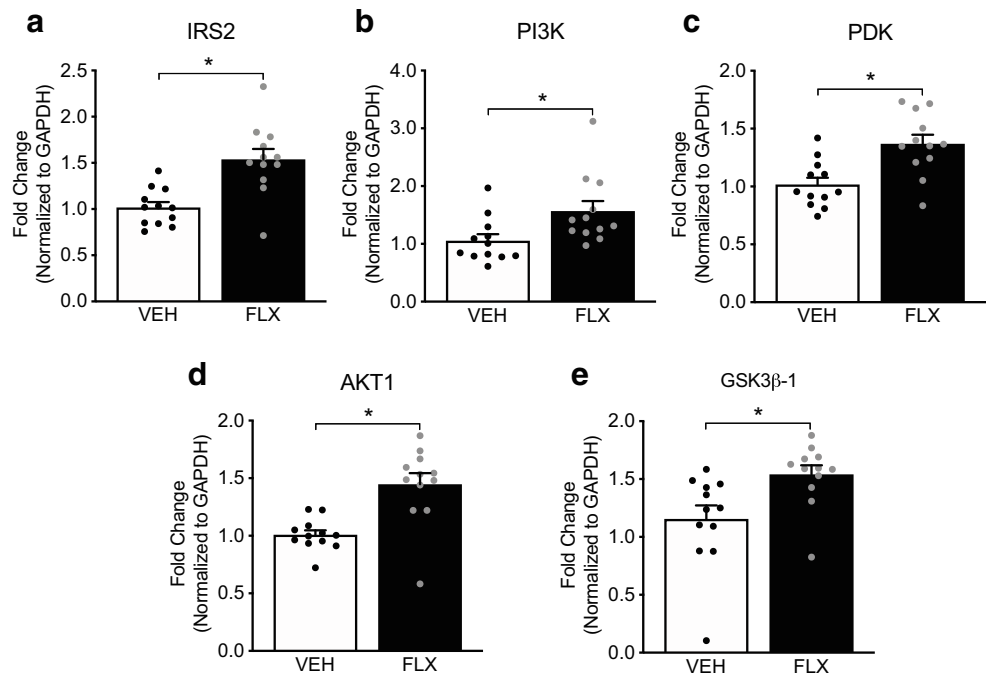 a
IRS2
Fold Change
(Normalized to GAPDH)
2.5
2.0
1.5
1.0
0.5
0.0
*
VEH
FLX
b
PI3K
Fold Change
(Normalized to GAPDH)
4.0
3.0
2.0
1.0
0.0
*
VEH
FLX
c
PDK
Fold Change
(Normalized to GAPDH)
2.0
1.5
1.0
0.5
0.0
*
VEH
FLX
d
AKT1
Fold Change
(Normalized to GAPDH)
2.0
1.5
1.0
0.5
0.0
*
VEH
FLX
e
GSK3β-1
Fold Change
(Normalized to GAPDH)
2.0
1.5
1.0
0.5
0.0
*
VEH
FLX